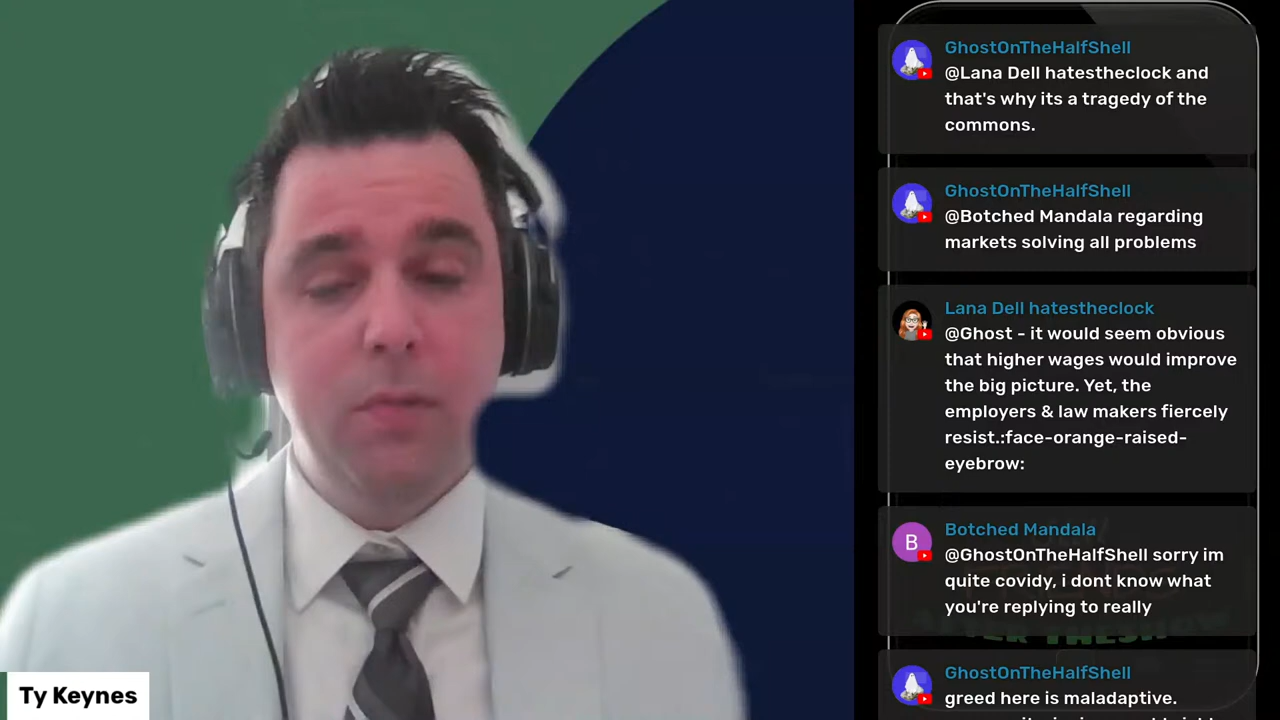 GhostOnTheHalfShell
@Lana Dell hatestheclock and
that's why its a tragedy of the
commons.
GhostOnTheHalfShell
@Botched Mandala regarding
markets solving all problems
Lana Dell hatestheclock
@Ghost - it would seem obvious
that higher wages would improve
the big picture. Yet, the
employers & law makers fiercely
resist.:face-orange-raised-
eyebrow:
B
Botched Mandala
@GhostOnTheHalfShell sorry im
quite covidy, i dont know what
you're replying to really
GhostOnTheHalfShell
greed here is maladaptive.
Ty Keynes